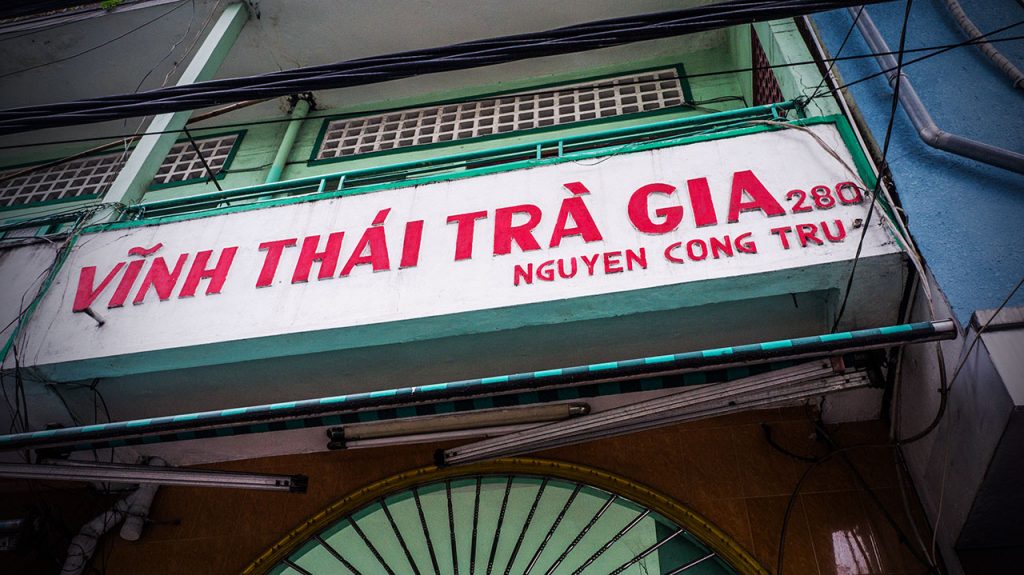 VĨNH THÁI TRÀ GIA 280
NGUYEN CONG TRU